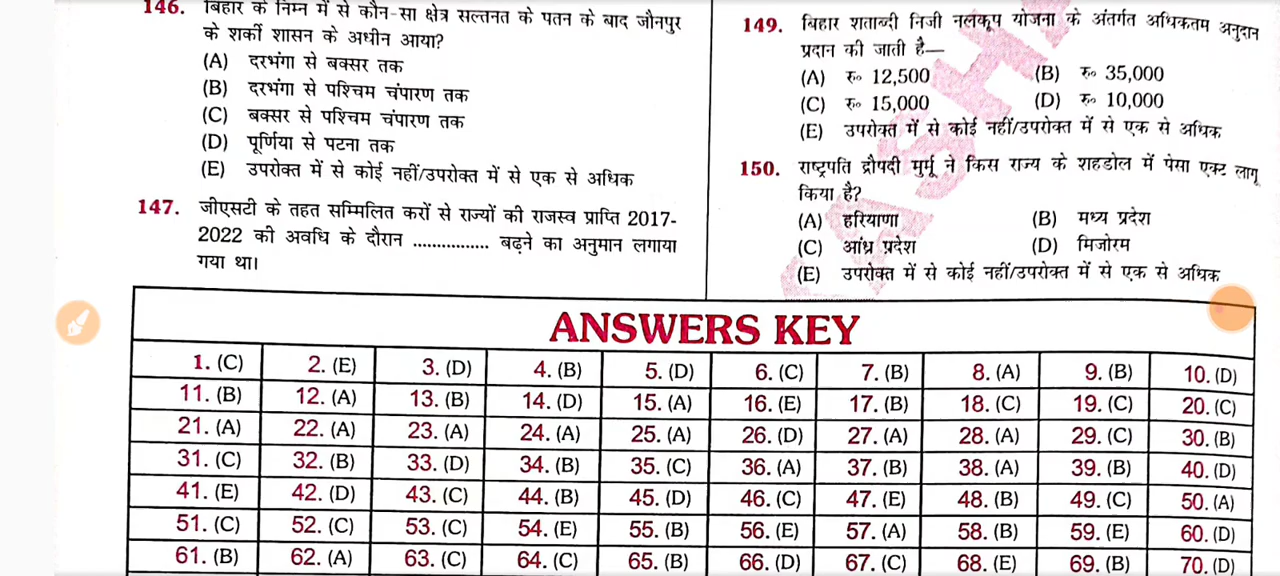 146. बिहार के निम्न में से कौन-सा क्षेत्र सल्तनत के पतन के बाद जौनपुर
के शर्की शासन के अधीन आया?
(A) दरभंगा से बक्सर तक
(B) दरभंगा से पश्चिम चंपारण तक
(C) बक्सर से पश्चिम चंपारण तक
(D) पूर्णिया से पटना तक
(E) उपरोक्त में से कोई नहीं/उपरोक्त में से एक से अधिक
147. जीएसटी के तहत सम्मिलित करों से राज्यों की राजस्व प्राप्ति 2017-
2022 की अवधि के दौरान ................ बढ़ने का अनुमान लगाया
गया था।
149. बिहार शताब्दी निजी नलकूप योजना के अंतर्गत अधिकतम अनुदान
प्रदान की जाती है—
(A) रु० 12,500 (B) रु० 35,000
(C) रु० 15,000 (D) रु० 10,000
(E) उपरोक्त में से कोई नहीं/उपरोक्त में से एक से अधिक
150. राष्ट्रपति द्रौपदी मुर्मू ने किस राज्य के शहडोल में पेसा एक्ट लागू
किया है?
(A) हरियाणा (B) मध्य प्रदेश
(C) आंध्र प्रदेश (D) मिजोरम
(E) उपरोक्त में से कोई नहीं/उपरोक्त में से एक से अधिक
ANSWERS KEY
1. (C) 2. (E) 3. (D) 4. (B) 5. (D) 6. (C) 7. (B) 8. (A) 9. (B) 10. (D)
11. (B) 12. (A) 13. (B) 14. (D) 15. (A) 16. (E) 17. (B) 18. (C) 19. (C) 20. (C)
21. (A) 22. (A) 23. (A) 24. (A) 25. (A) 26. (D) 27. (A) 28. (A) 29. (C) 30. (B)
31. (C) 32. (B) 33. (D) 34. (B) 35. (C) 36. (A) 37. (B) 38. (A) 39. (B) 40. (D)
41. (E) 42. (D) 43. (C) 44. (B) 45. (D) 46. (C) 47. (E) 48. (B) 49. (C) 50. (A)
51. (C) 52. (C) 53. (C) 54. (E) 55. (B) 56. (E) 57. (A) 58. (B) 59. (E) 60. (D)
61. (B) 62. (A) 63. (C) 64. (C) 65. (B) 66. (D) 67. (C) 68. (E) 69. (B) 70. (D)